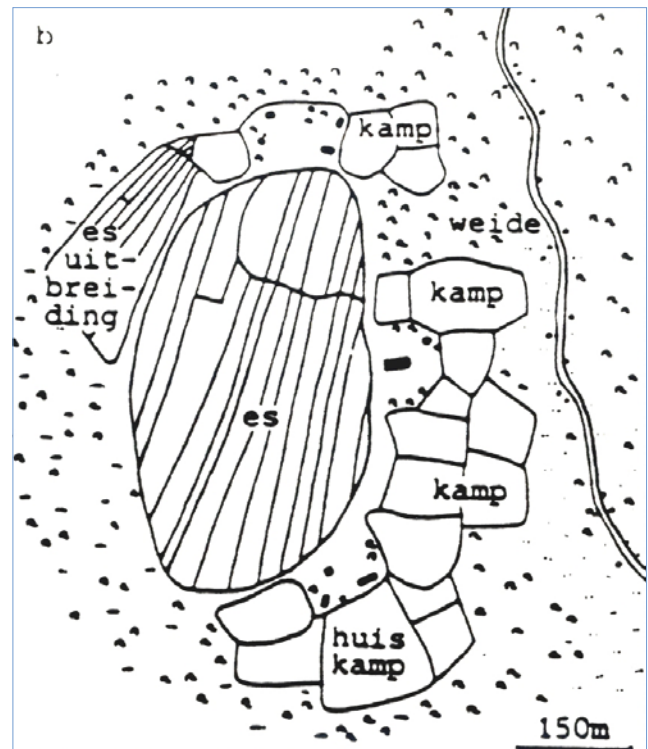 b
kamp
weide
es
uit-
brei-
ding
kamp
es
kamp
huis
kamp
150m